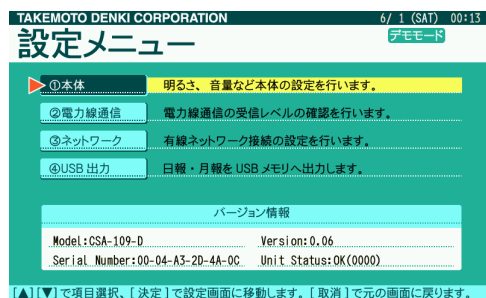 TAKEMOTO DENKI CORPORATION 6/ 1 (SAT) 00:13
設定メニュー デモモード
①本体 明るさ、音量など本体の設定を行います。
②電力線通信 電力線通信の受信レベルの確認を行います。
③ネットワーク 有線ネットワーク接続の設定を行います。
④USB 出力 日報・月報を USB メモリへ出力します。
バージョン情報
Model:CSA-109-D Version:0.06
Serial Number:00-04-A3-2D-4A-0C Unit Status:OK(0000)
[▲][▼]で項目選択、[ 決定 ]で設定画面に移動します。[ 取消 ]で元の画面に戻ります。